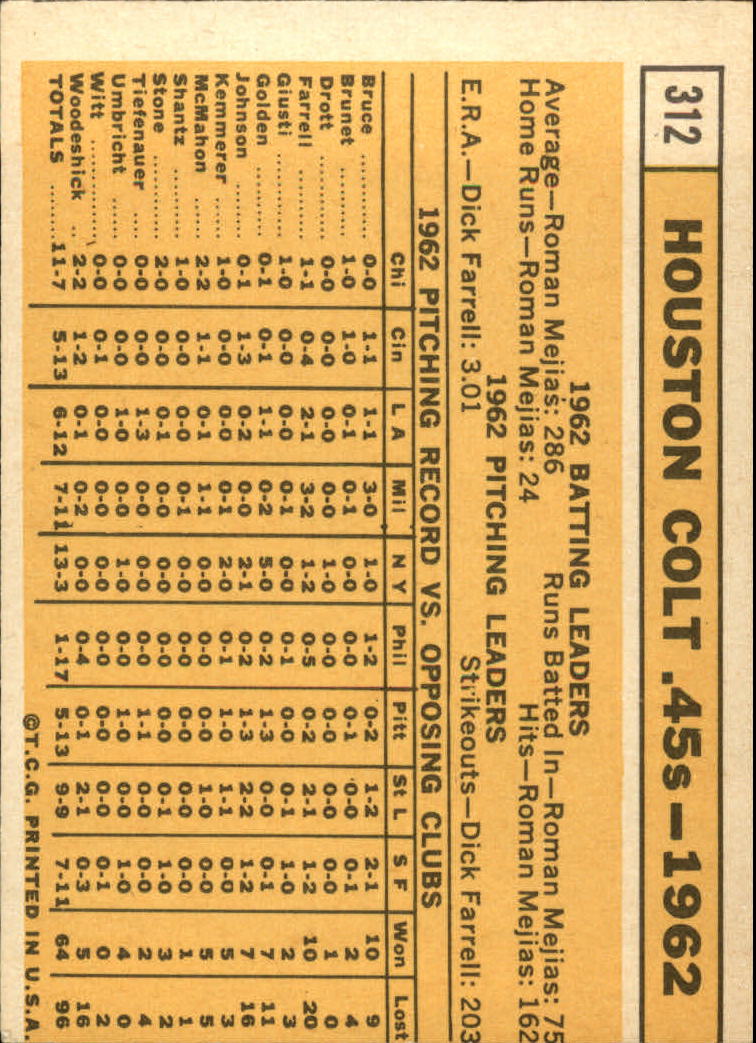 312 HOUSTON COLT .45s—1962
1962 BATTING LEADERS
Average—Roman Mejias: 286 Runs Batted In—Roman Mejias: 75
Home Runs—Roman Mejias: 24 Hits—Roman Mejias: 162
1962 PITCHING LEADERS
E.R.A.—Dick Farrell: 3.01 Strikeouts—Dick Farrell: 203
1962 PITCHING RECORD VS. OPPOSING CLUBS
Chi Cin L A Mil N Y Phil Pitt St L S F Won Lost
Bruce .......... 0-0 1-1 1-1 3-0 1-0 1-2 0-2 1-2 2-1 10 9
Brunet ........ 1-0 1-0 0-1 0-1 0-0 0-0 0-1 0-0 0-1 2 4
Drott .......... 0-0 0-0 0-0 0-0 1-0 0-0 0-0 0-0 0-0 1 0
Farrell ........ 1-1 0-4 2-1 3-2 1-2 0-5 0-2 2-1 1-2 10 20
Giusti ......... 1-0 0-0 0-0 0-1 0-0 0-1 0-0 0-1 1-0 2 3
Golden ........ 0-1 0-1 1-1 0-2 5-0 0-2 1-3 0-0 0-1 7 11
Johnson ....... 0-1 1-3 0-2 0-0 2-1 0-2 1-3 2-2 1-2 7 16
Kemmerer ..... 1-0 0-0 0-0 0-1 2-0 0-1 1-0 1-1 0-0 5 3
McMahon ...... 2-2 1-1 0-1 1-1 0-0 0-0 0-0 1-0 0-0 5 5
Shantz ........ 1-0 0-0 0-0 0-1 0-0 0-0 0-0 0-0 0-0 1 1
Stone .......... 2-0 0-0 0-1 0-0 0-0 0-0 0-0 0-1 1-0 3 2
Tiefenauer .... 0-0 0-0 1-3 0-0 0-0 0-0 1-1 0-0 0-0 2 4
Umbricht ...... 0-0 0-0 1-0 0-0 1-0 0-0 1-0 0-0 1-0 4 0
Witt ........... 0-0 0-1 0-0 0-0 0-0 0-0 0-0 0-0 0-1 0 2
Woodeshick .. 2-2 1-2 0-1 0-2 0-0 0-4 0-1 2-1 0-3 5 16
TOTALS ....... 11-7 5-13 6-12 7-11 13-3 1-17 5-13 9-9 7-11 64 96
©T.C.G. PRINTED IN U.S.A.